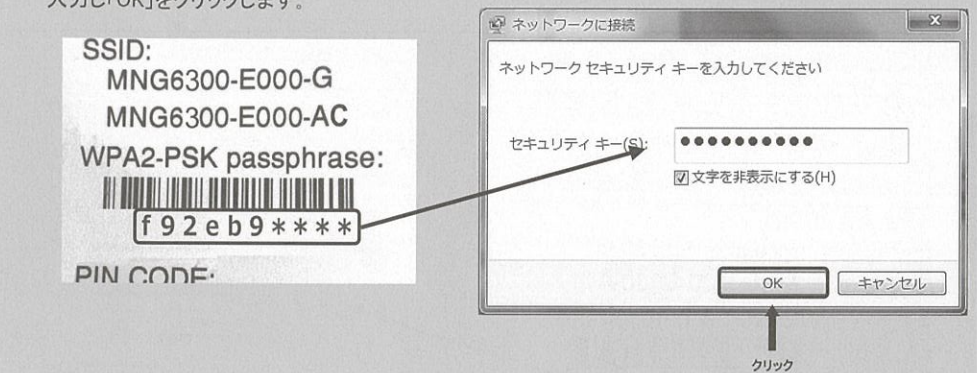 入力し「OK」をクリックします。
SSID:
MNG6300-E000-G
MNG6300-E000-AC
WPA2-PSK passphrase:
f92eb9****
PIN CODE:
ネットワークに接続
ネットワーク セキュリティ キーを入力してください
セキュリティ キー(S):
文字を非表示にする(H)
OK
キャンセル
クリック